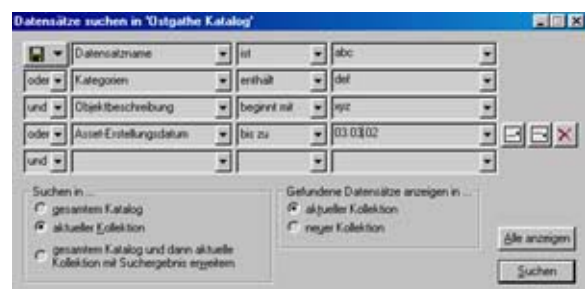 Datensätze suchen in 'Ostgathe Katalog'
Datensatzname ist abc
oder Kategorien enthält def
und Objektbeschreibung beginnt mit xyz
oder Asset-Erstellungsdatum bis zu 03.03.02
und
Suchen in ...
gesamtem Katalog
aktueller Kollektion
gesamtem Katalog und dann aktuelle
Kollektion mit Suchergebnis erweitern
Gefundene Datensätze anzeigen in ...
aktueller Kollektion
neuer Kollektion
Alle anzeigen
Suchen